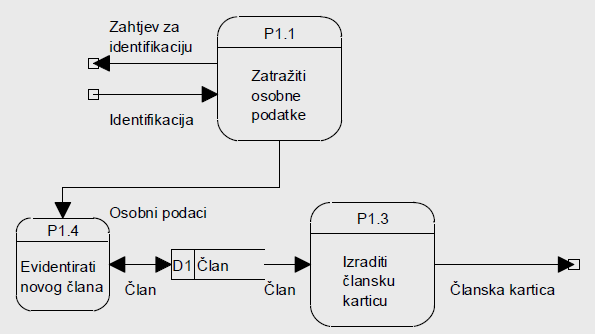 Zahtjev za
identifikaciju
P1.1
Zatražiti
osobne
podatke
Identifikacija
Osobni podaci
P1.4
Evidentirati
novog člana
Član
D1 Član
Član
P1.3
Izraditi
člansku
karticu
Članska kartica